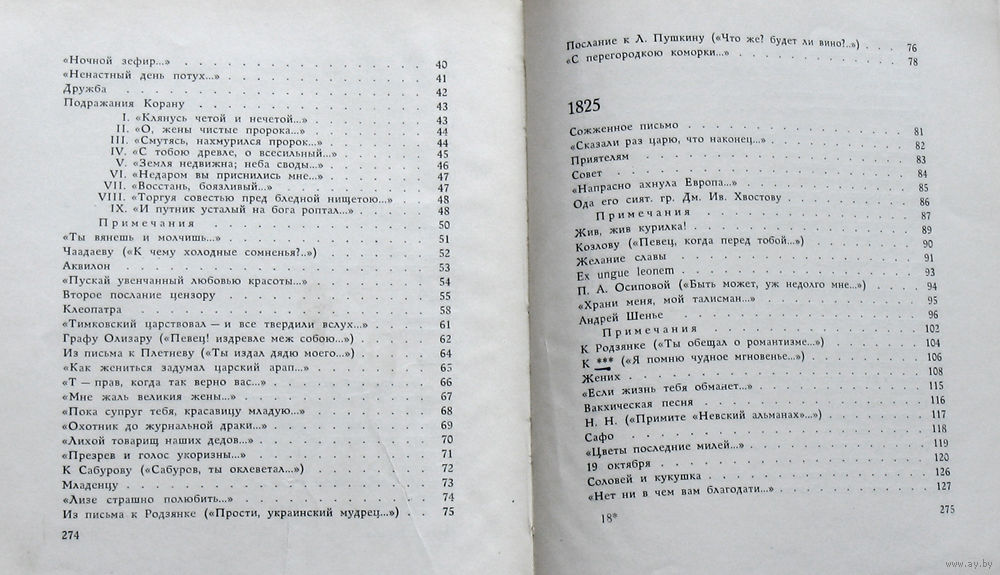 «Ночной зефир...» . . . . . . . . . . . . . . . . 40
«Ненастный день потух...» . . . . . . . . . . . . 41
Дружба . . . . . . . . . . . . . . . . . . . . . 42
Подражания Корану . . . . . . . . . . . . . . . . 43
I. «Клянусь четой и нечетой...» . . . . . . . . 43
II. «О, жены чистые пророка...» . . . . . . . . 44
III. «Смутясь, нахмурился пророк...» . . . . . . 44
IV. «С тобою древле, о всесильный...» . . . . . 45
V. «Земля недвижна; неба своды...» . . . . . . . 46
VI. «Недаром вы приснились мне...» . . . . . . . 47
VII. «Восстань, боязливый...» . . . . . . . . . 47
VIII. «Торгуя совестью пред бледной нищетою...» . . 48
IX. «И путник усталый на бога роптал...» . . . . 48
Примечания . . . . . . . . . . . . . . . . . . . 50
«Ты вянешь и молчишь...» . . . . . . . . . . . . 51
Чаадаеву («К чему холодные сомненья?..») . . . . . 52
Аквилон . . . . . . . . . . . . . . . . . . . . . 53
«Пускай увенчанный любовью красоты...» . . . . . . 54
Второе послание цензору . . . . . . . . . . . . . 55
Клеопатра . . . . . . . . . . . . . . . . . . . . 58
«Тимковский царствовал — и все твердили вслух...» . . 61
Графу Олизару («Певец! издревле меж собою...») . . . 62
Из письма к Плетневу («Ты издал дядю моего...») . . . 64
«Как жениться задумал царский арап...» . . . . . . 65
«Т — прав, когда так верно вас...» . . . . . . . . 66
«Мне жаль великия жены...» . . . . . . . . . . . . 67
«Пока супруг тебя, красавицу младую...» . . . . . . 68
«Охотник до журнальной драки...» . . . . . . . . . 69
«Лихой товарищ наших дедов...» . . . . . . . . . . 70
«Презрев и голос укоризны...» . . . . . . . . . . 71
К Сабурову («Сабуров, ты оклеветал...») . . . . . . 72
Младенцу . . . . . . . . . . . . . . . . . . . . 73
«Лизе страшно полюбить...» . . . . . . . . . . . . 74
Из письма к Родзянке («Прости, украинский мудрец...») . . 75
274
Послание к Л. Пушкину («Что же? будет ли вино?..») . . . 76
«С перегородкою коморки...» . . . . . . . . . . . 78
1825
Сожженное письмо . . . . . . . . . . . . . . . . 81
«Сказали раз царю, что наконец...» . . . . . . . . 82
Приятелям . . . . . . . . . . . . . . . . . . . . 83
Совет . . . . . . . . . . . . . . . . . . . . . . 84
«Напрасно ахнула Европа...» . . . . . . . . . . . 85
Ода его сият. гр. Дм. Ив. Хвостову . . . . . . . . 86
Примечания . . . . . . . . . . . . . . . . . . . 87
Жив, жив курилка! . . . . . . . . . . . . . . . . 89
Козлову («Певец, когда перед тобой...») . . . . . . 90
Желание славы . . . . . . . . . . . . . . . . . . 91
Ex ungue leonem . . . . . . . . . . . . . . . . . 93
П. А. Осиповой («Быть может, уж недолго мне...») . . . 94
«Храни меня, мой талисман...» . . . . . . . . . . 95
Андрей Шенье . . . . . . . . . . . . . . . . . . 96
Примечания . . . . . . . . . . . . . . . . . . . 102
К Родзянке («Ты обещал о романтизме...») . . . . . 104
К *** («Я помню чудное мгновенье...») . . . . . . . 106
Жених . . . . . . . . . . . . . . . . . . . . . . 108
«Если жизнь тебя обманет...» . . . . . . . . . . . 115
Вакхическая песня . . . . . . . . . . . . . . . . 116
Н. Н. («Примите «Невский альманах»...») . . . . . . 117
Сафо . . . . . . . . . . . . . . . . . . . . . . 118
«Цветы последние милей...» . . . . . . . . . . . . 119
19 октября . . . . . . . . . . . . . . . . . . . 120
Соловей и кукушка . . . . . . . . . . . . . . . . 126
«Нет ни в чем вам благодати...» . . . . . . . . . 127
18*
275
www.ay.by